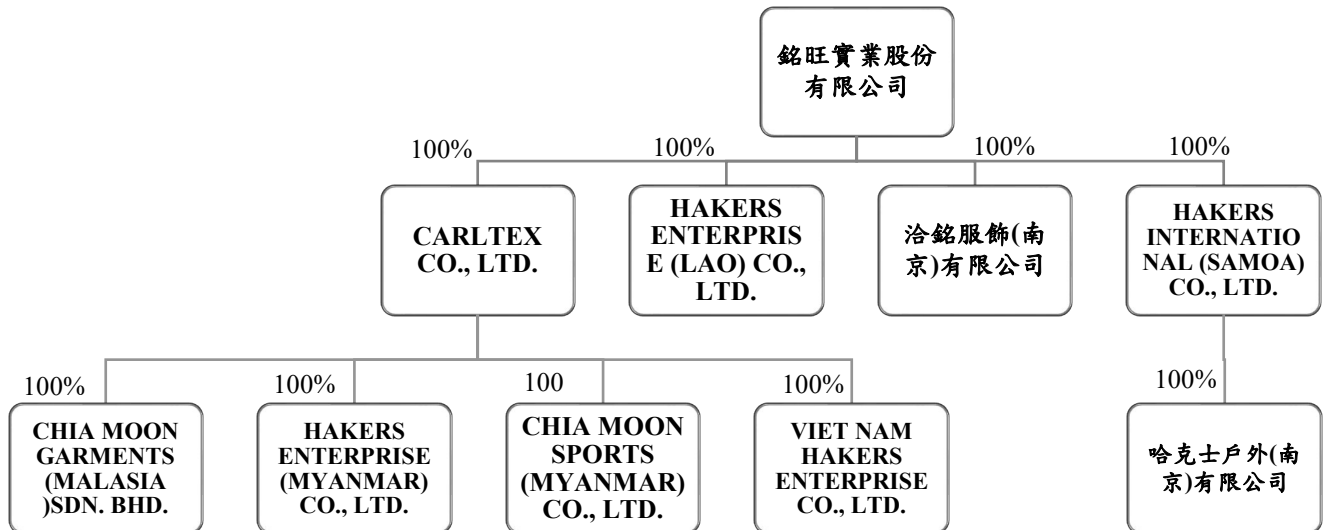 銘旺實業股份
有限公司
100%
100%
100%
100%
CARLTEX
CO., LTD.
HAKERS
ENTERPRIS
E (LAO) CO.,
LTD.
洽銘服飾(南
京)有限公司
HAKERS
INTERNATIO
NAL (SAMOA)
CO., LTD.
100%
100%
100
100%
100%
CHIA MOON
GARMENTS
(MALASIA
)SDN. BHD.
HAKERS
ENTERPRISE
(MYANMAR)
CO., LTD.
CHIA MOON
SPORTS
(MYANMAR)
CO., LTD.
VIET NAM
HAKERS
ENTERPRISE
CO., LTD.
哈克士戶外(南
京)有限公司